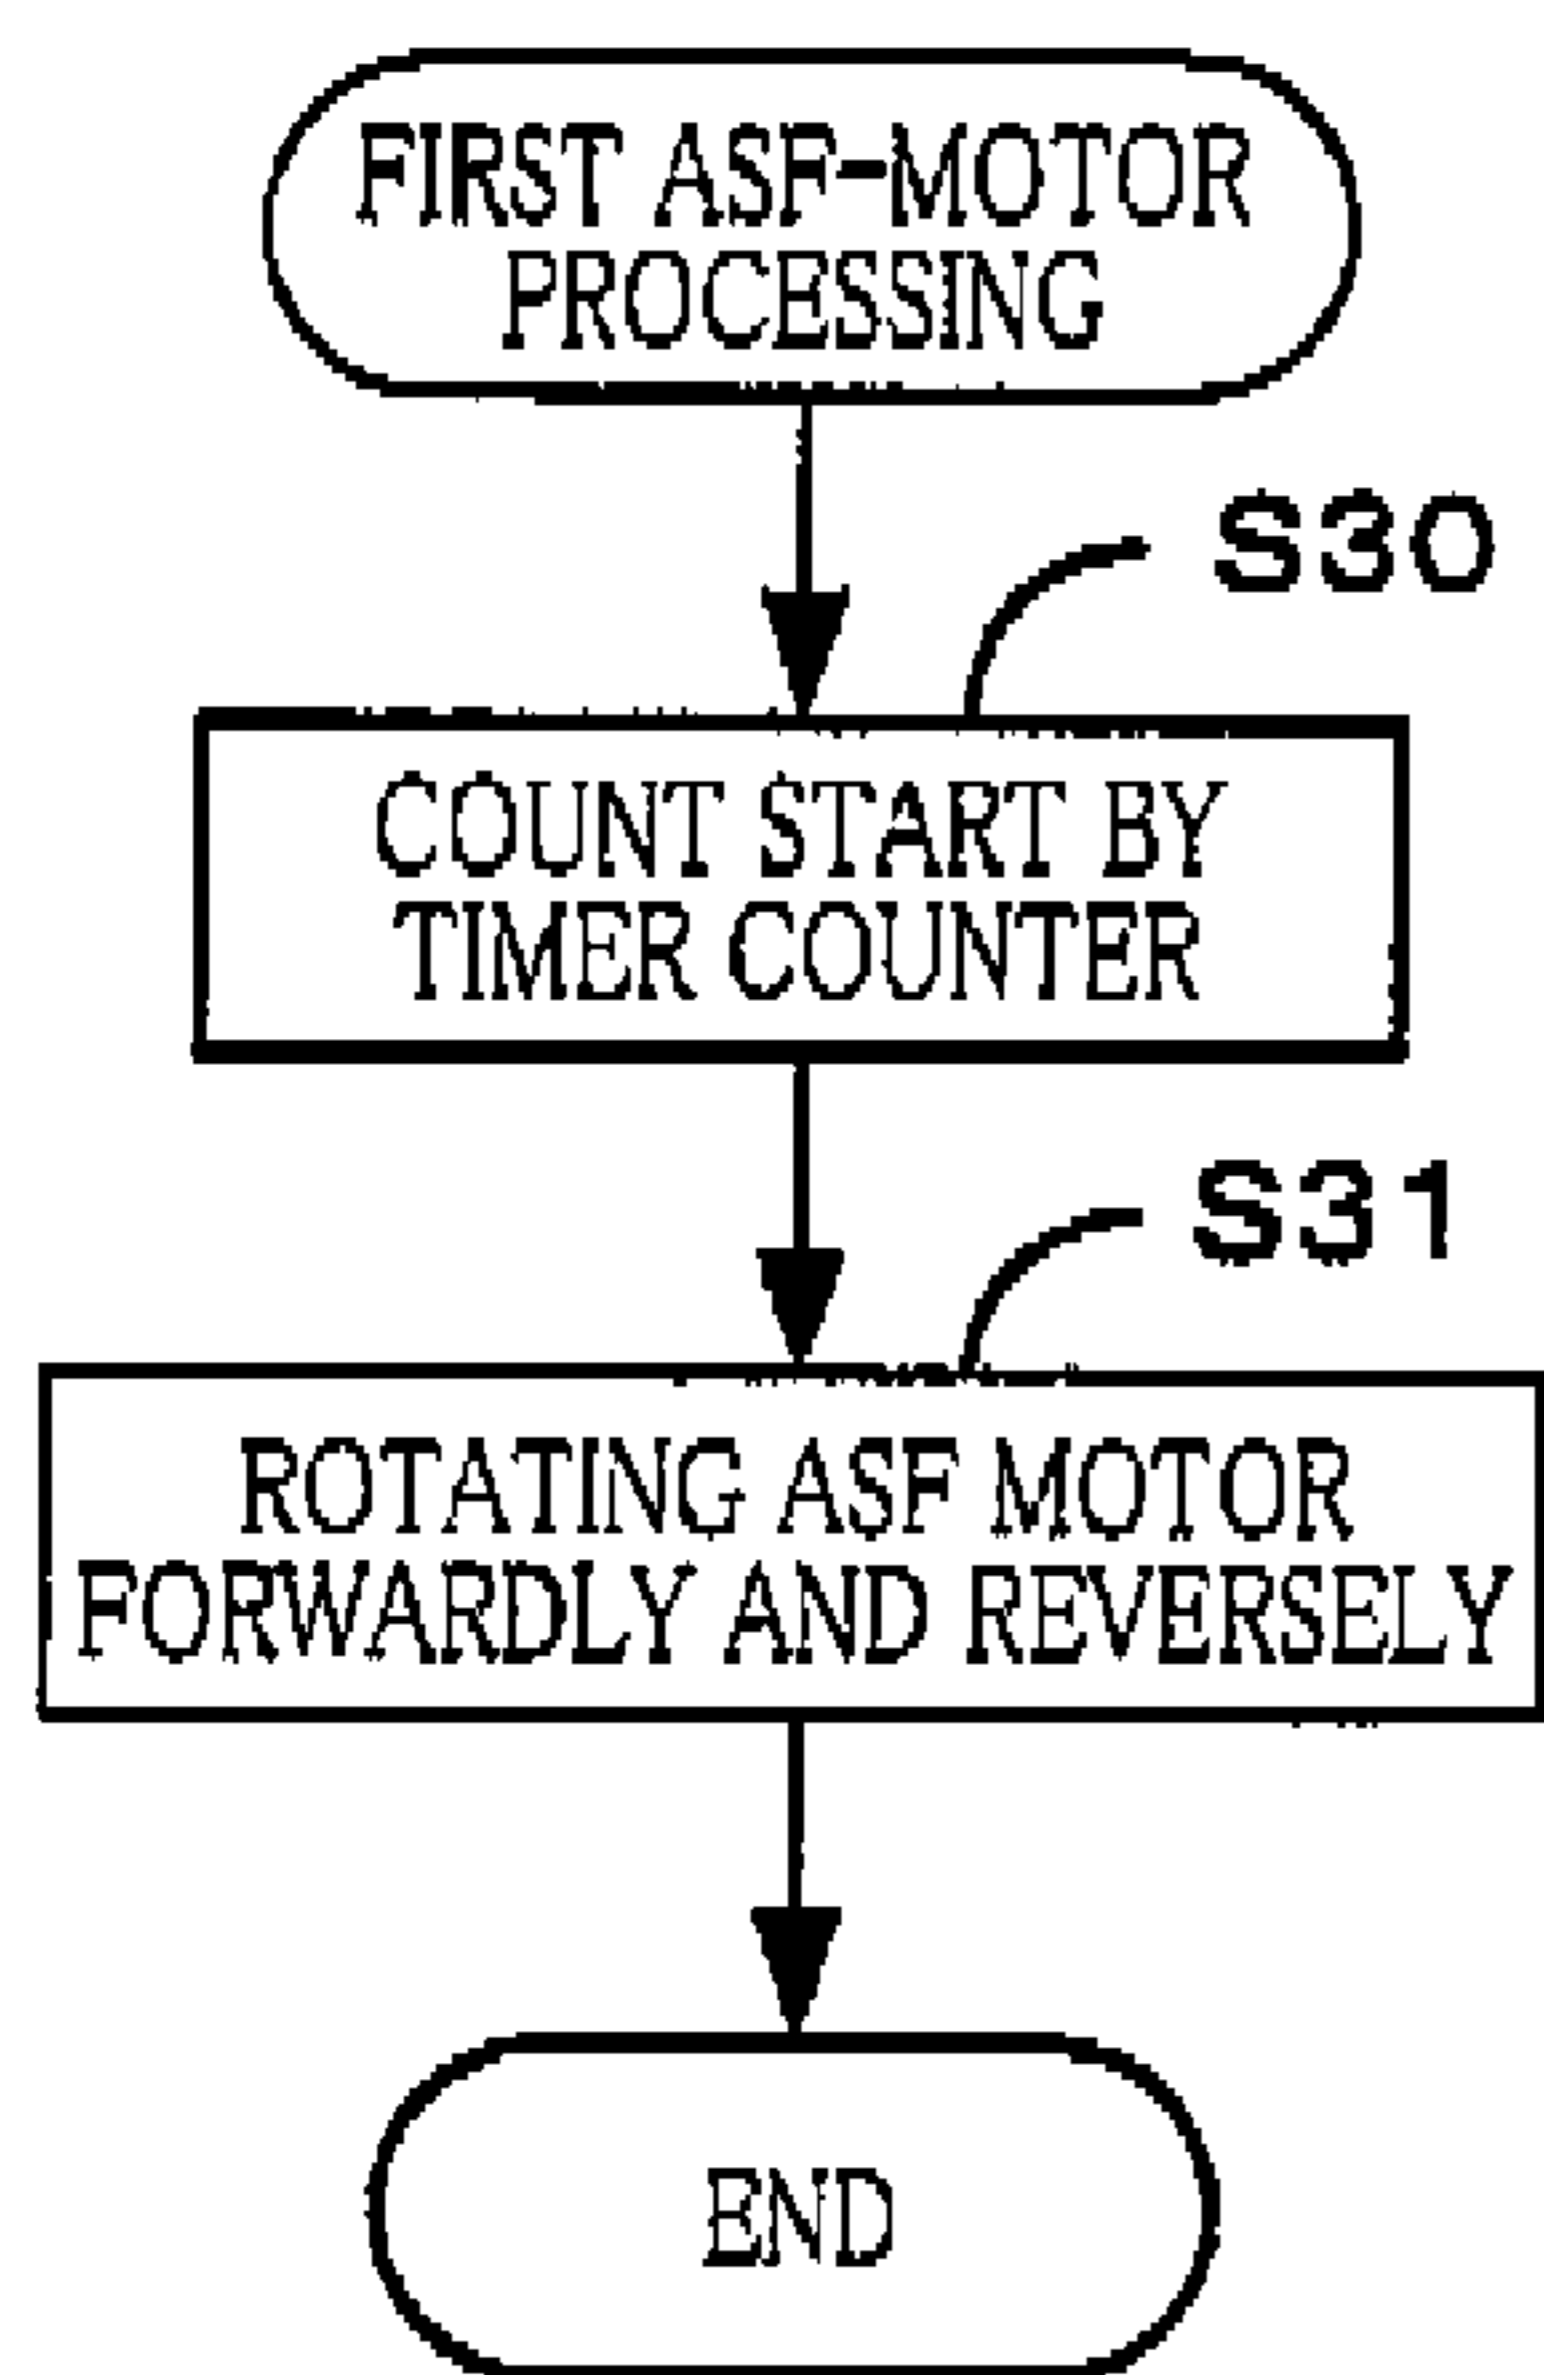 FIRST ASF-MOTOR
PROCESSING
S30
COUNT START BY
TIMER COUNTER
S31
ROTATING ASF MOTOR
FORWARDLY AND REVERSELY
END